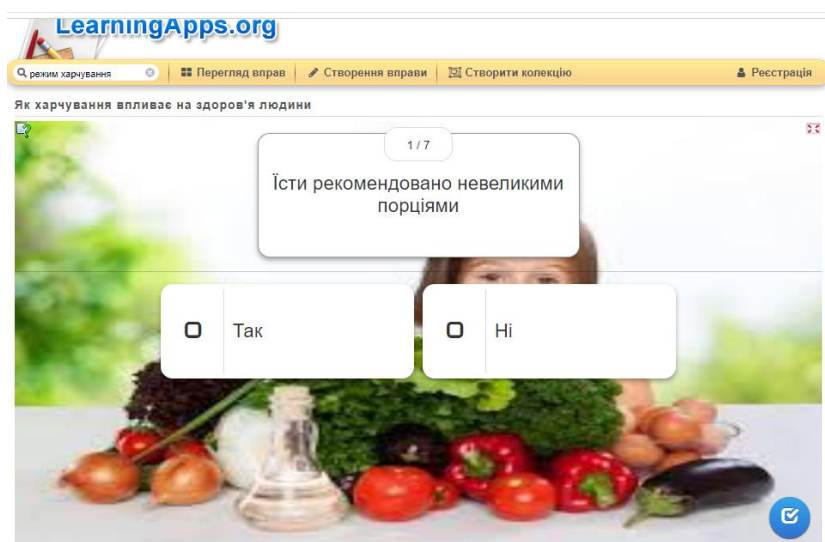 LearningApps.org
режим харчування
Перегляд вправ
Створення вправи
Створити колекцію
Реєстрація
Як харчування впливає на здоров'я людини
1 / 7
Їсти рекомендовано невеликими
порціями
Так
Ні